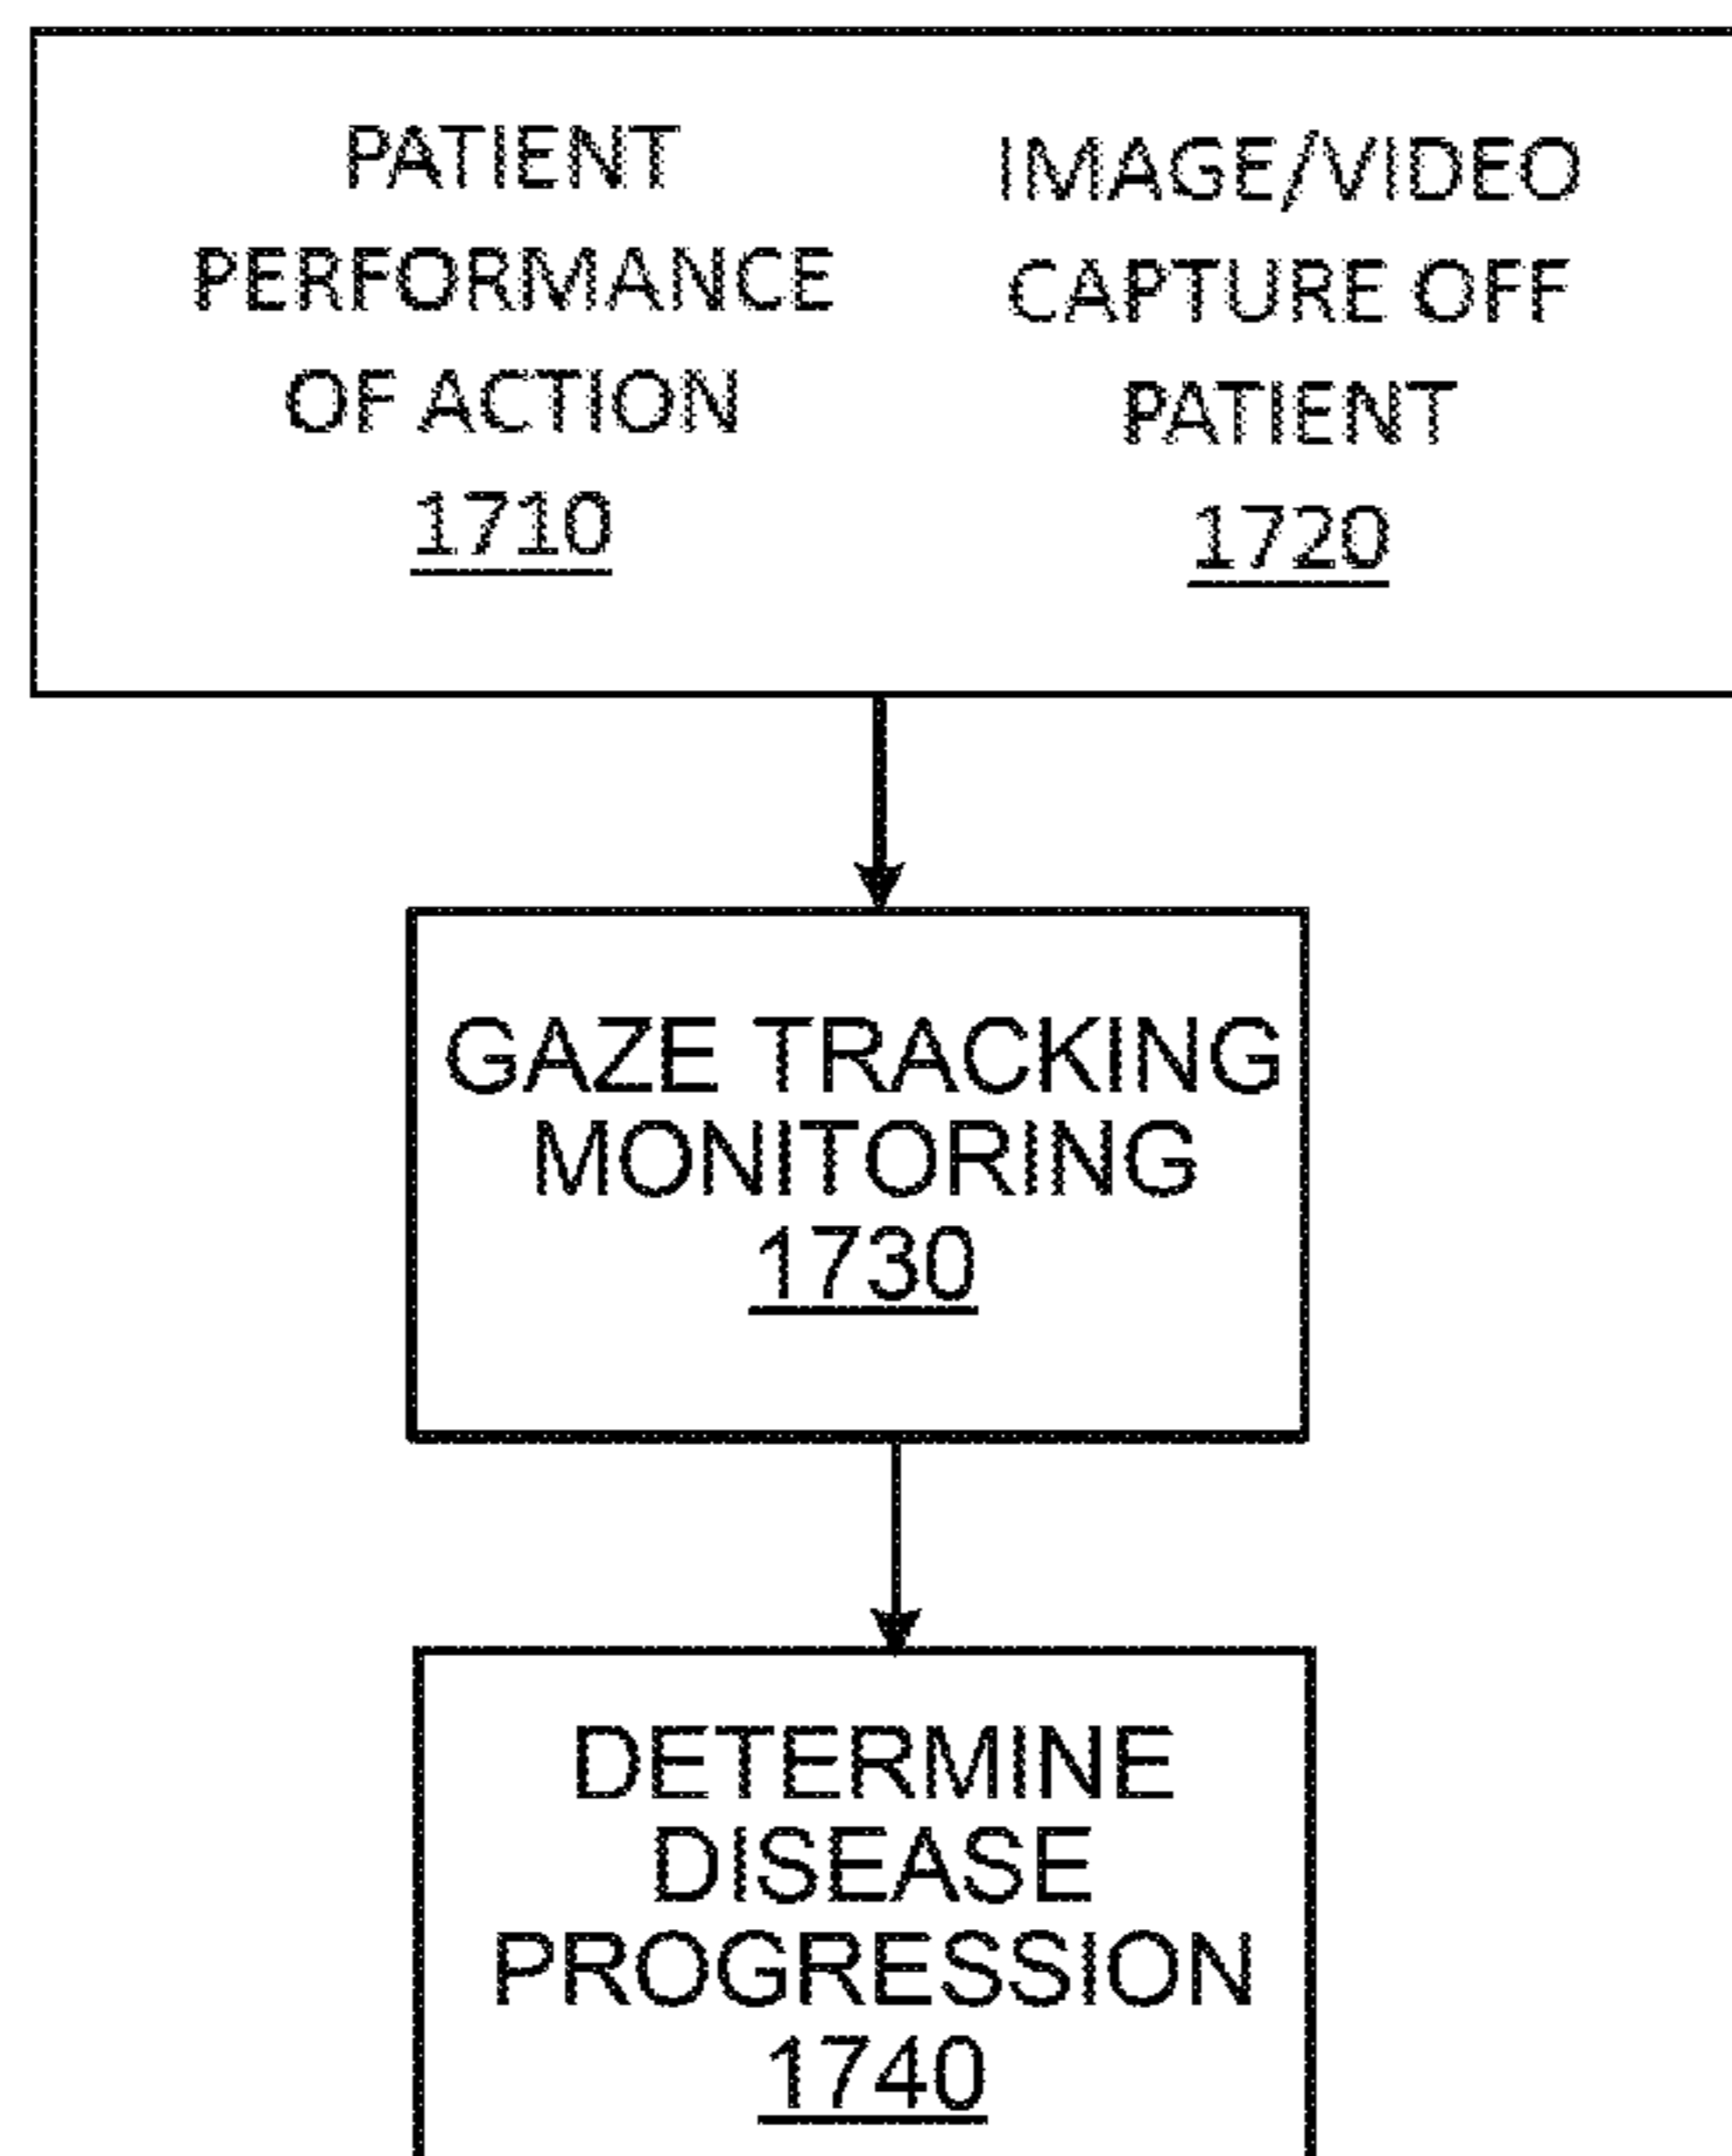 PATIENT
PERFORMANCE
OF ACTION
1710
IMAGE/VIDEO
CAPTURE OFF
PATIENT
1720
GAZE TRACKING
MONITORING
1730
DETERMINE
DISEASE
PROGRESSION
1740